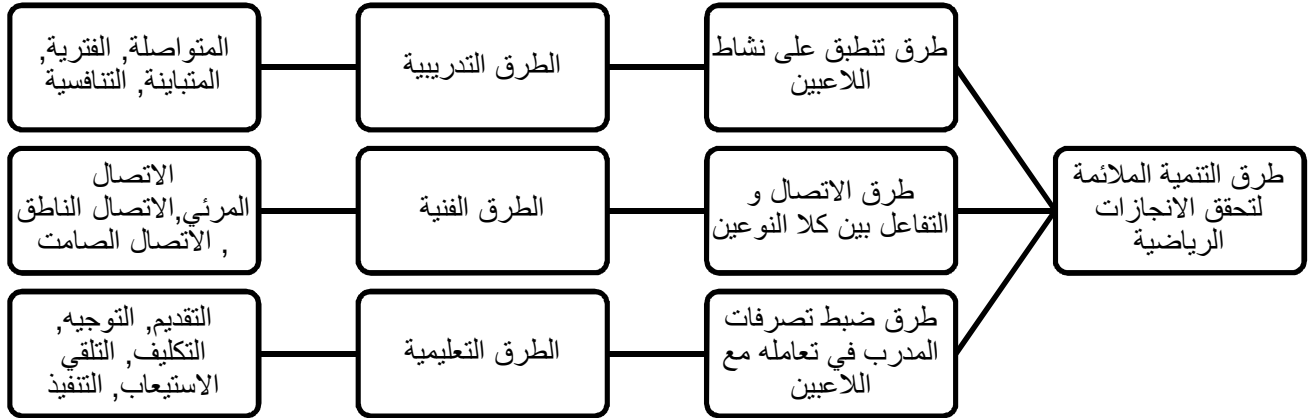 طرق التنمية الملائمة
لتحقق الانجازات
الرياضية
طرق تنطبق على نشاط
اللاعبين
الطرق التدريبية
المتواصلة, الفترية,
المتباينة, التنافسية
طرق الاتصال و
التفاعل بين كلا النوعين
الطرق الفنية
الاتصال
المرئي,الاتصال الناطق
, الاتصال الصامت
طرق ضبط تصرفات
المدرب في تعامله مع
اللاعبين
الطرق التعليمية
التقديم, التوجيه,
التكليف, التلقي
الاستيعاب, التنفيذ